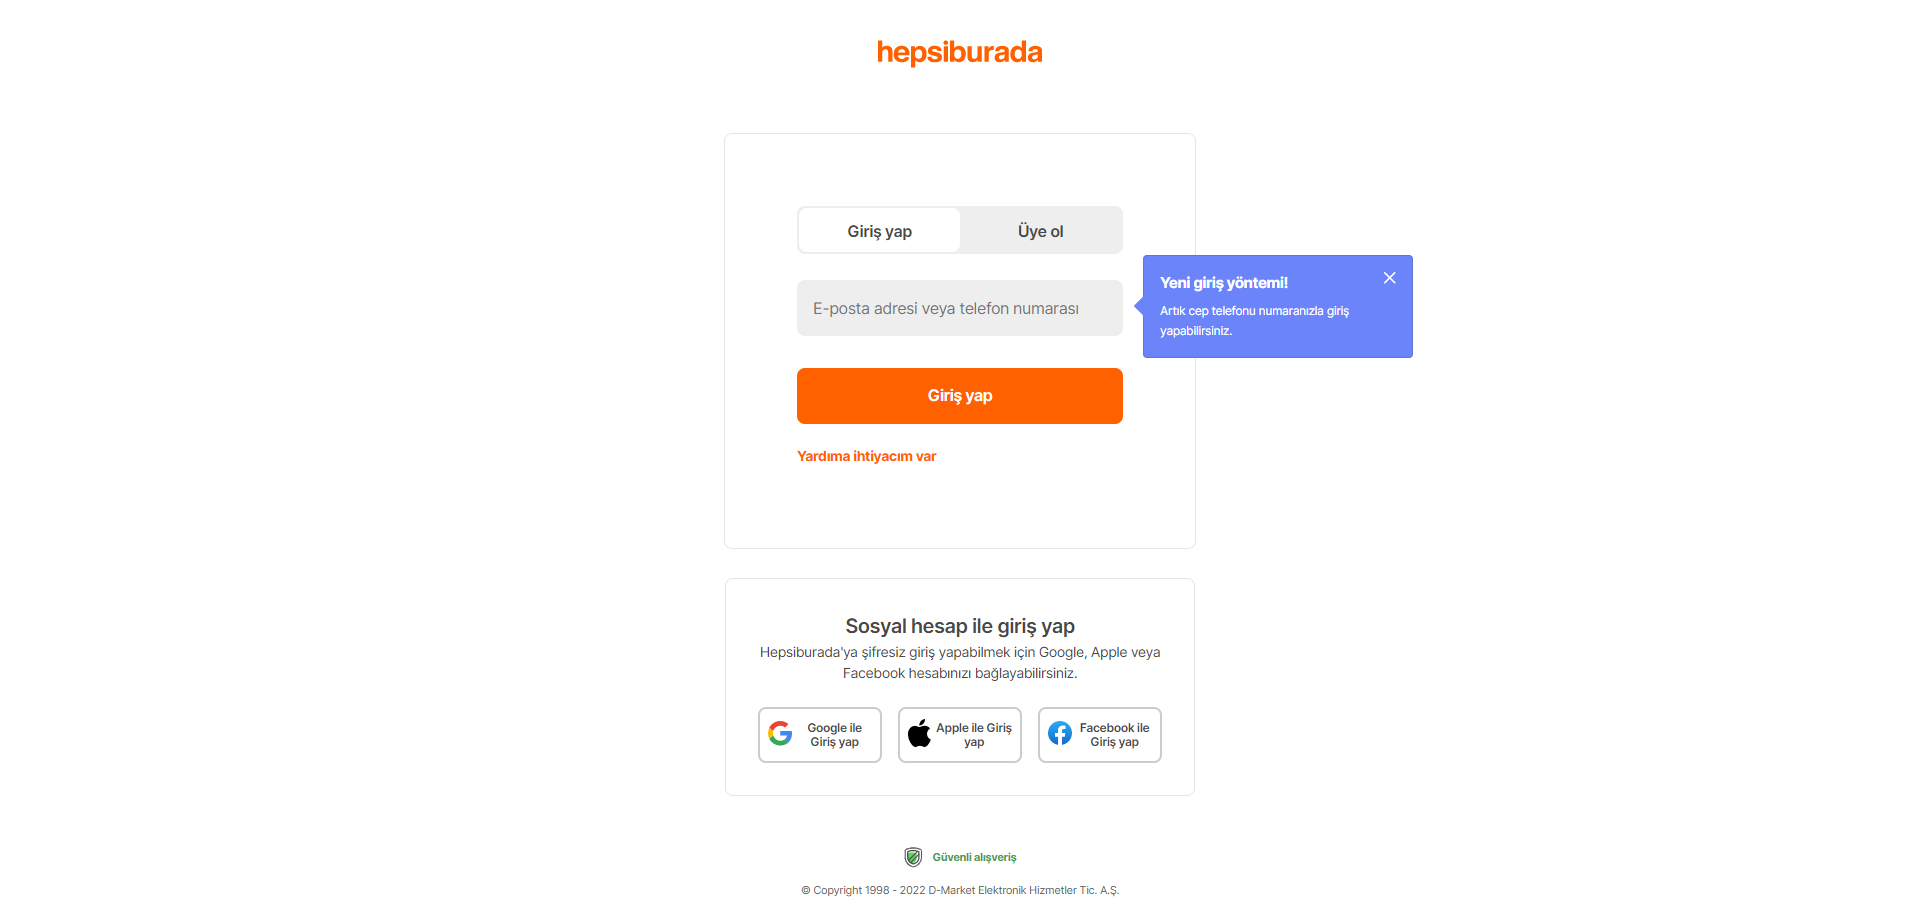 hepsiburada
Giriş yap
Üye ol
E-posta adresi veya telefon numarası
Yeni giriş yöntemi!
Artık cep telefonu numaranızla giriş
yapabilirsiniz.
Giriş yap
Yardıma ihtiyacım var
Sosyal hesap ile giriş yap
Hepsiburada'ya şifresiz giriş yapabilmek için Google, Apple veya
Facebook hesabınızı bağlayabilirsiniz.
Google ile
Giriş yap
Apple ile Giriş
yap
Facebook ile
Giriş yap
Güvenli alışveriş
© Copyright 1998 - 2022 D-Market Elektronik Hizmetler Tic. A.Ş.